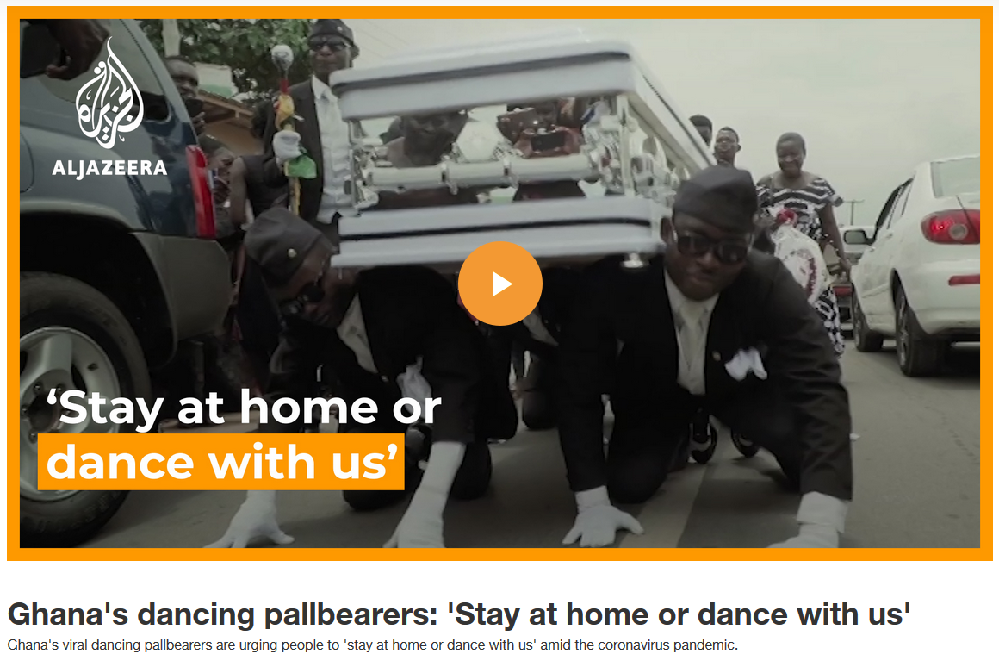 الجزيرة
ALJAZEERA
‘Stay at home or
dance with us’
Ghana's dancing pallbearers: 'Stay at home or dance with us'
Ghana's viral dancing pallbearers are urging people to 'stay at home or dance with us' amid the coronavirus pandemic.